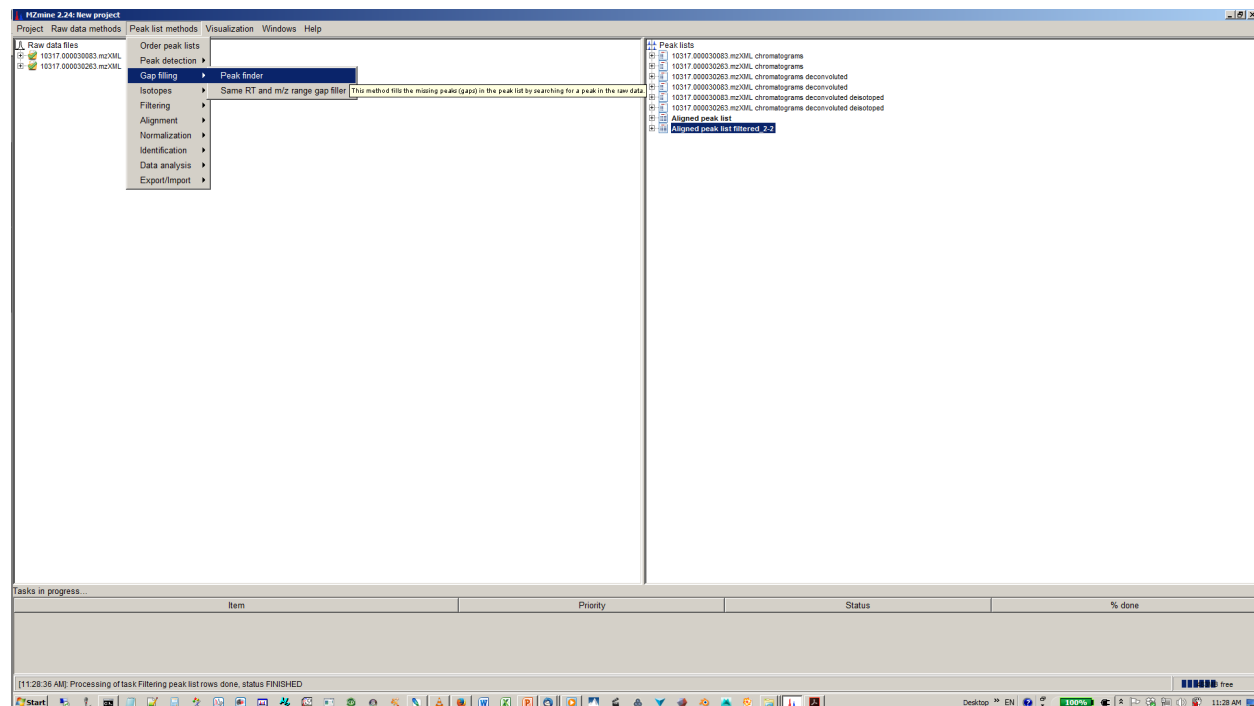 MZmine 2.24: New project
Project Raw data methods Peak list methods Visualization Windows Help
Raw data files
10317.000030083.mzXML
10317.000030263.mzXML
Order peak lists
Peak detection
Gap filling
Isotopes
Filtering
Alignment
Normalization
Identification
Data analysis
Export/Import
Peak finder
Same RT and m/z range gap filler
This method fills the missing peaks (gaps) in the peak list by searching for a peak in the raw data.
Peak lists
10317.000030083.mzXML chromatograms
10317.000030263.mzXML chromatograms
10317.000030263.mzXML chromatograms deconvoluted
10317.000030083.mzXML chromatograms deconvoluted
10317.000030083.mzXML chromatograms deconvoluted deisotoped
10317.000030263.mzXML chromatograms deconvoluted deisotoped
Aligned peak list
Aligned peak list filtered_2-2
Tasks in progress...
Item Priority Status % done
[11:28:36 AM]: Processing of task Filtering peak list rows done, status FINISHED
free
Start
Desktop » EN 100% 11:28 AM